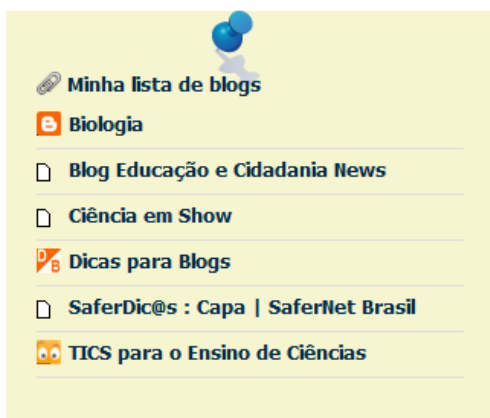 Minha lista de blogs
Biologia
Blog Educação e Cidadania News
Ciência em Show
Dicas para Blogs
SaferDic@s : Capa | SaferNet Brasil
TICS para o Ensino de Ciências